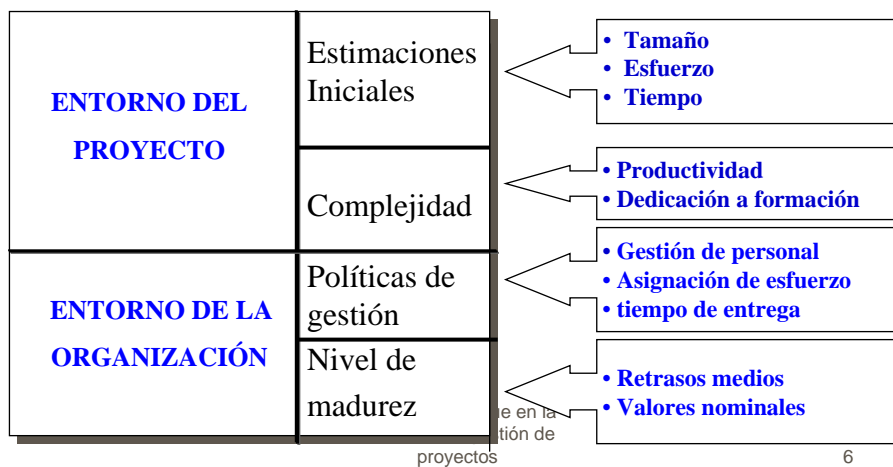 ENTORNO DEL
PROYECTO
Estimaciones
Iniciales
• Tamaño
• Esfuerzo
• Tiempo
Complejidad
• Productividad
• Dedicación a formación
ENTORNO DE LA
ORGANIZACIÓN
Políticas de
gestión
• Gestión de personal
• Asignación de esfuerzo
• tiempo de entrega
Nivel de
madurez
• Retrasos medios
• Valores nominales
en la
de
proyectos
6